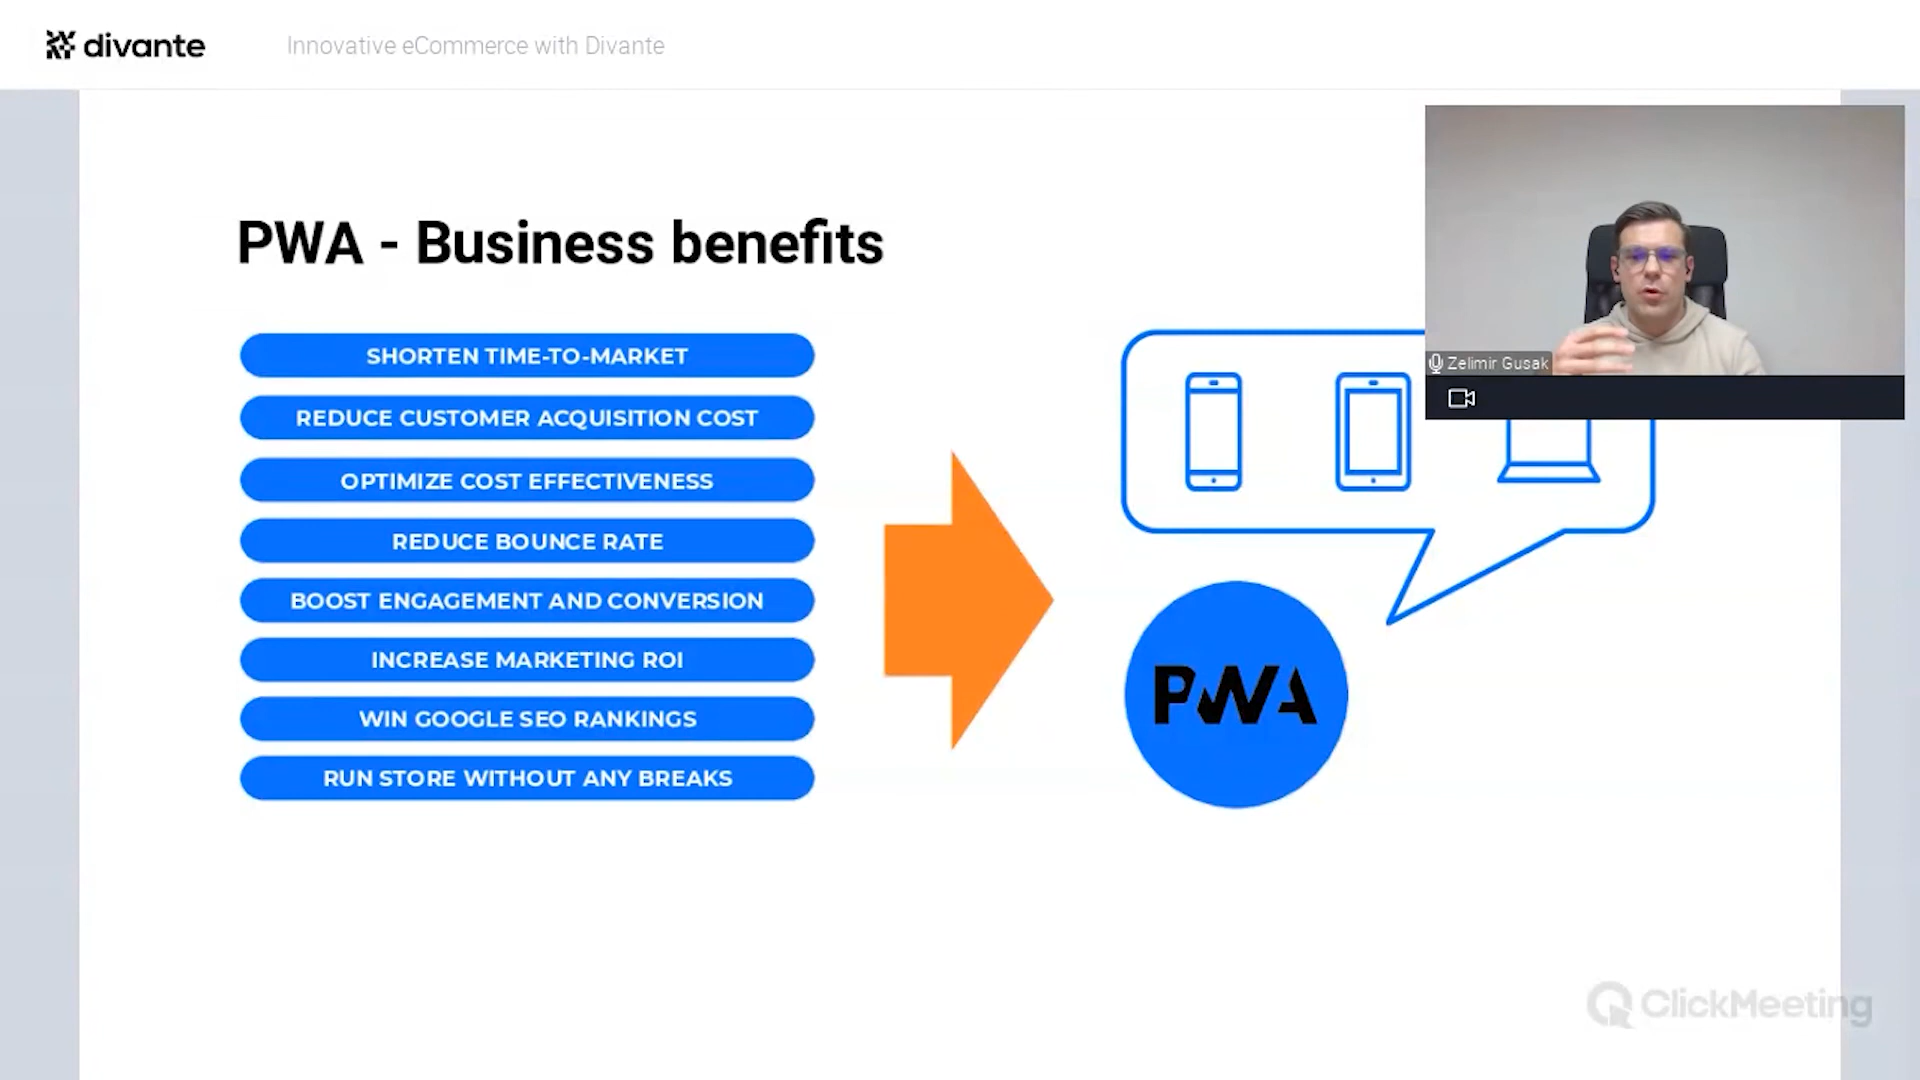 divante
Innovative eCommerce with Divante
PWA - Business benefits
SHORTEN TIME-TO-MARKET
REDUCE CUSTOMER ACQUISITION COST
OPTIMIZE COST EFFECTIVENESS
REDUCE BOUNCE RATE
BOOST ENGAGEMENT AND CONVERSION
INCREASE MARKETING ROI
WIN GOOGLE SEO RANKINGS
RUN STORE WITHOUT ANY BREAKS
Zelimir Gusak
PWA
ClickMeeting